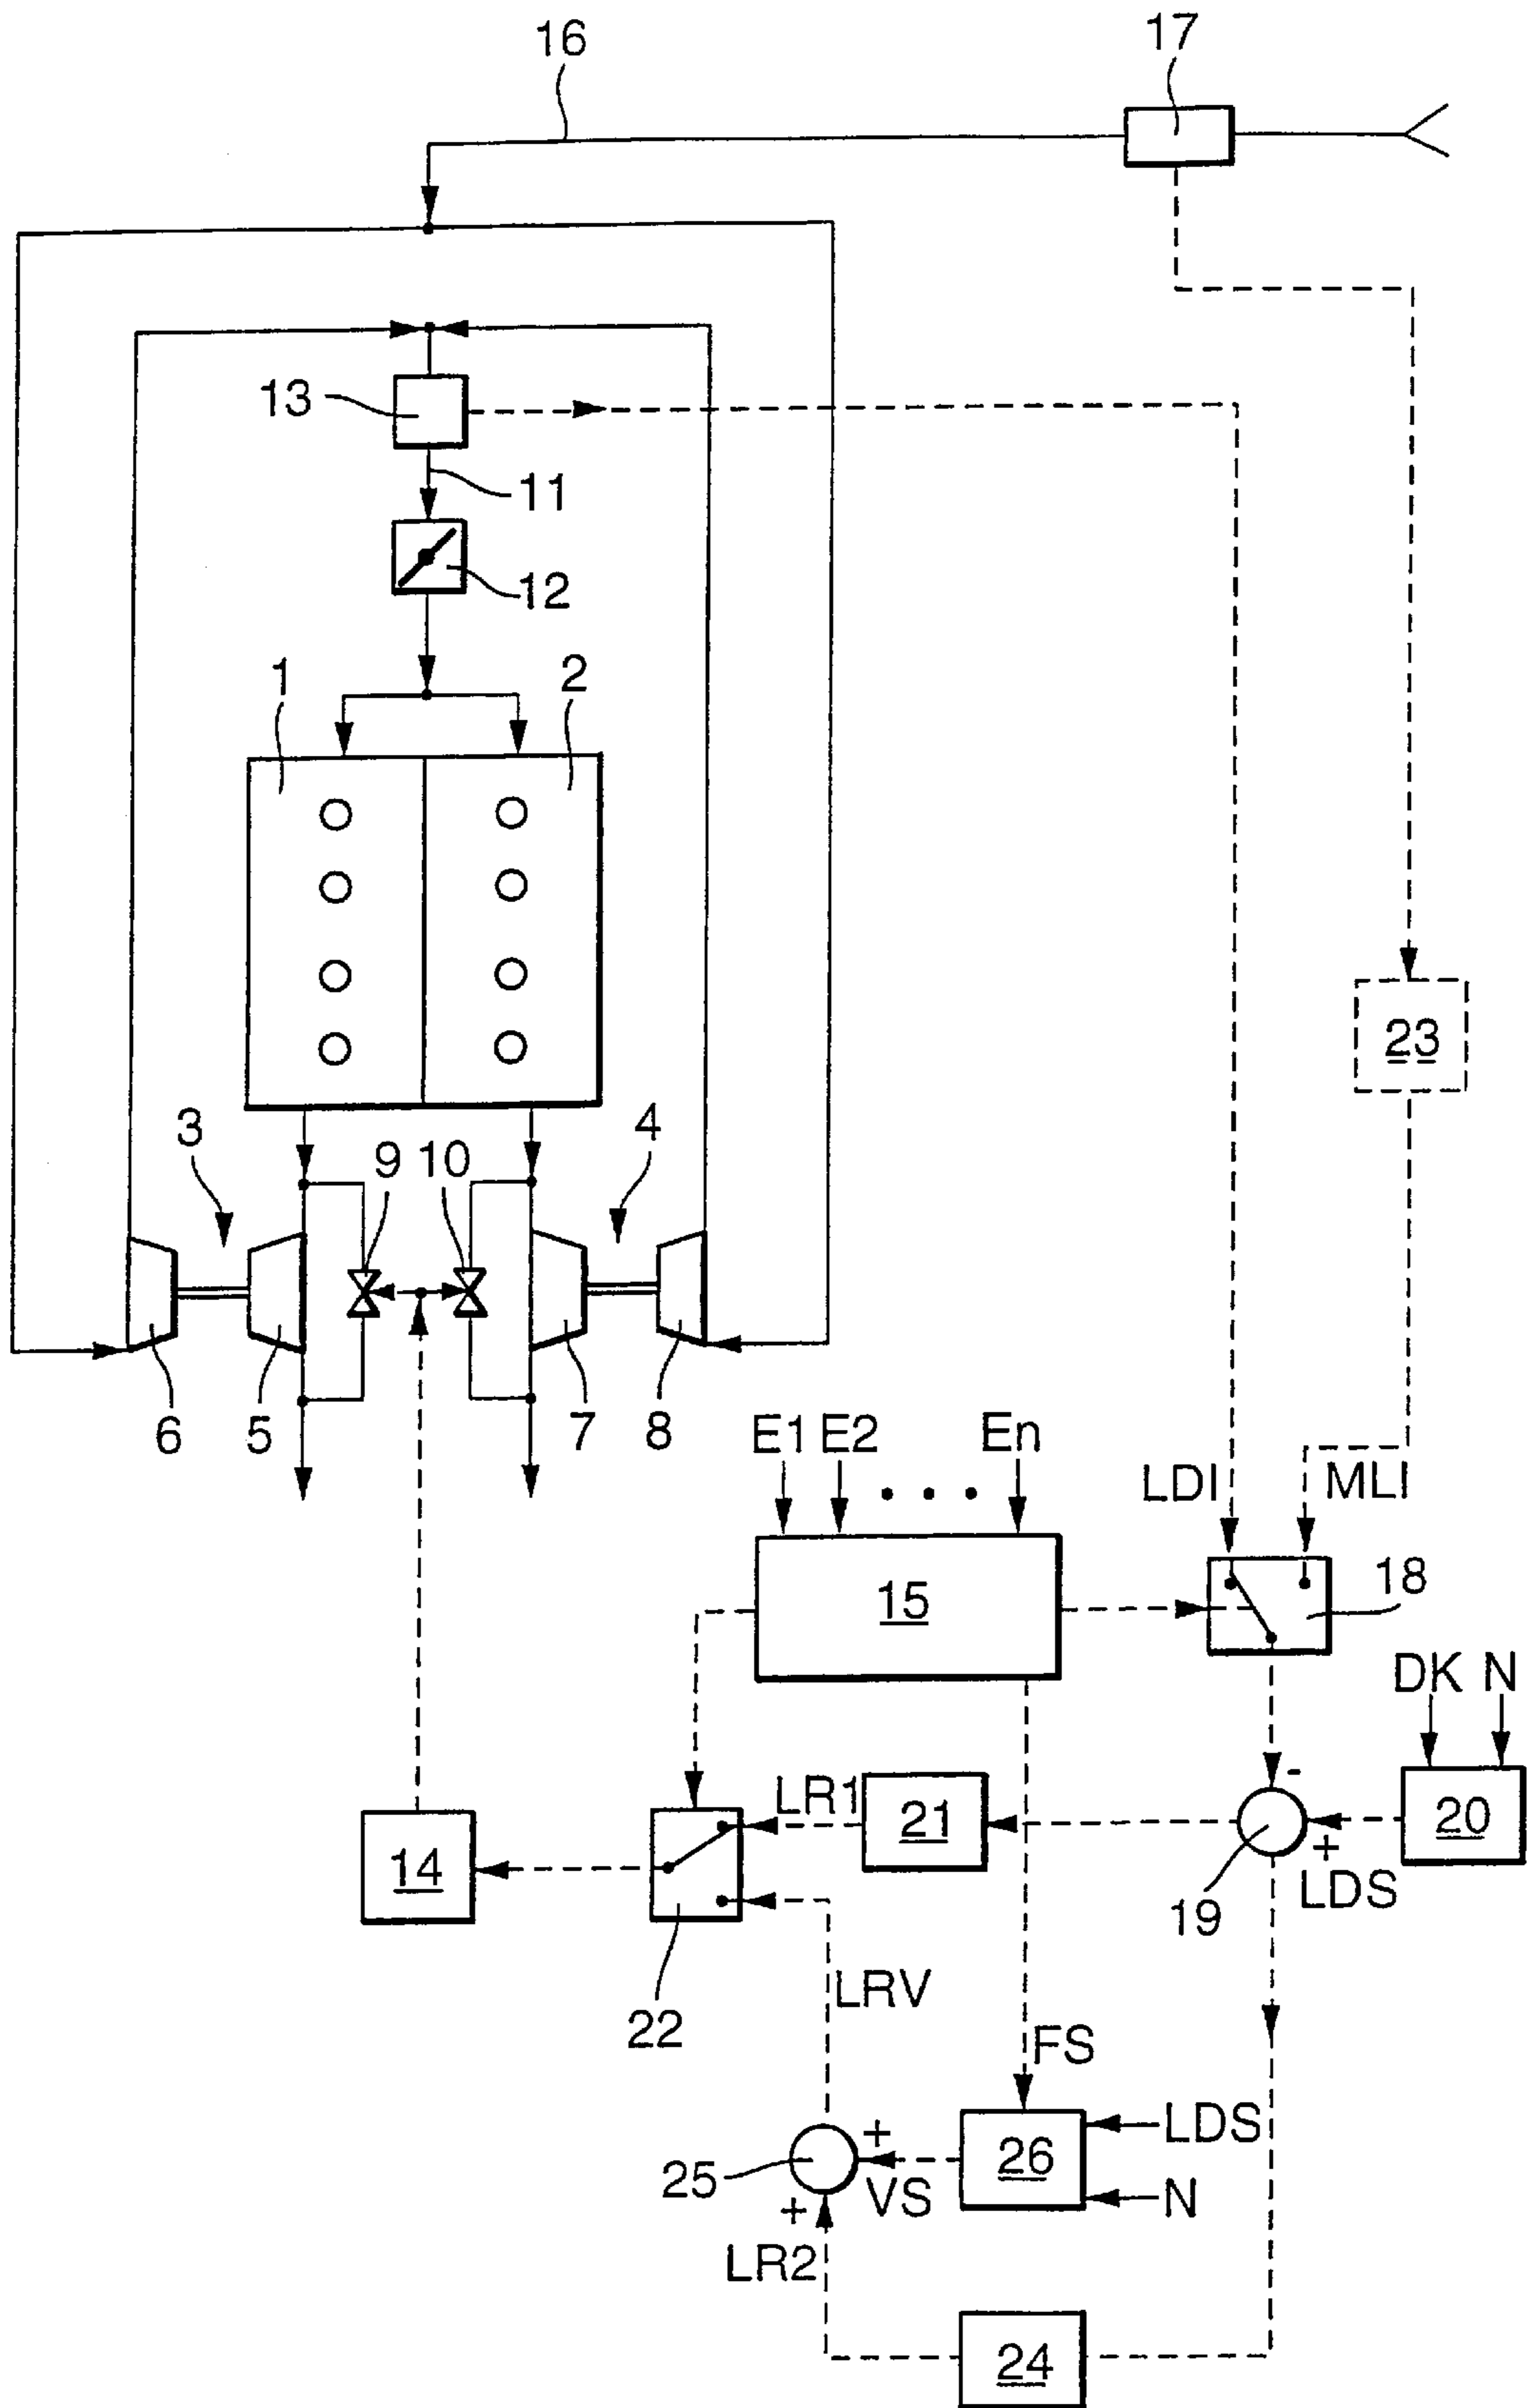 16
17
13
11
12
1
2
23
3
9
10
4
6
5
7
8
E1 E2 • • • En
LDI
MLI
15
18
DK N
-
LR1
21
20
14
+
LDS
19
22
LRV
FS
+
LDS
26
25
VS
N
+
LR2
24